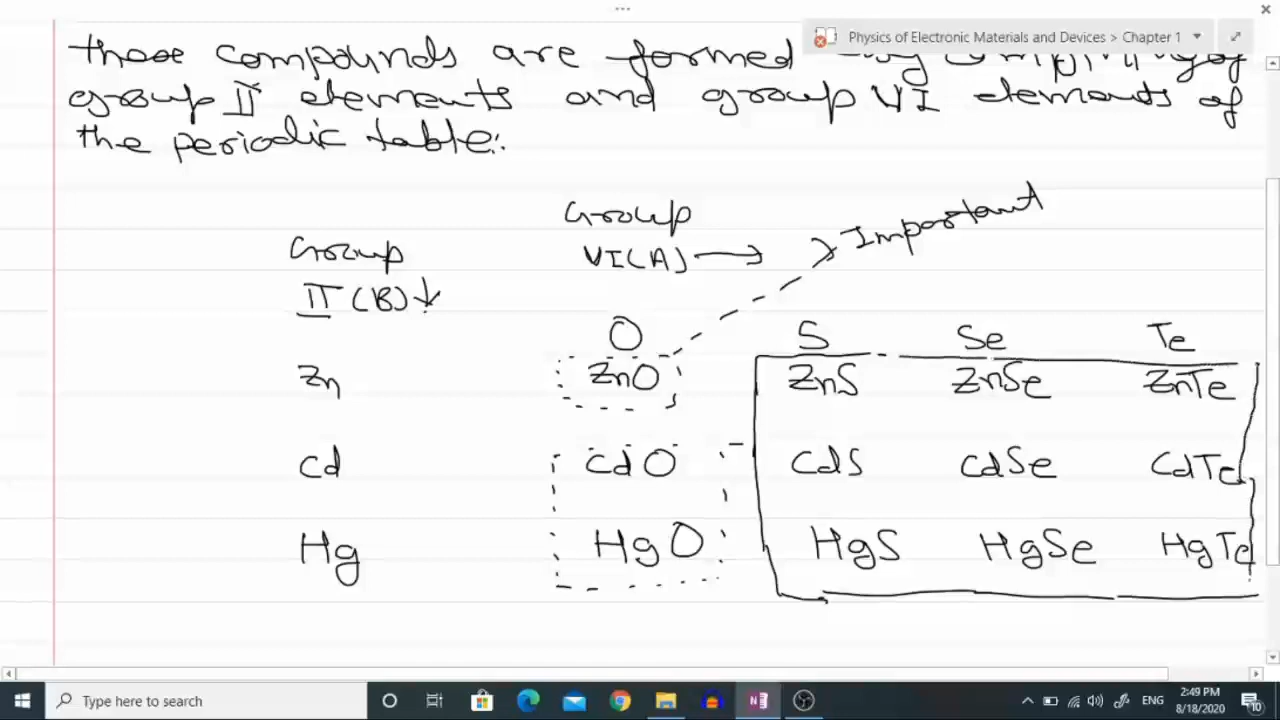 ...
Physics of Electronic Materials and Devices > Chapter 1
These compounds are formed
group II elements and group VI elements of
the periodic table.
Group
VI(A) →
Important
Group
II (B) ↓
O S Se Te
Zn ZnO ZnS ZnSe ZnTe
Cd CdO CdS CdSe CdTe
Hg HgO HgS HgSe HgTe
Type here to search
ENG
2:49 PM
8/18/2020
10